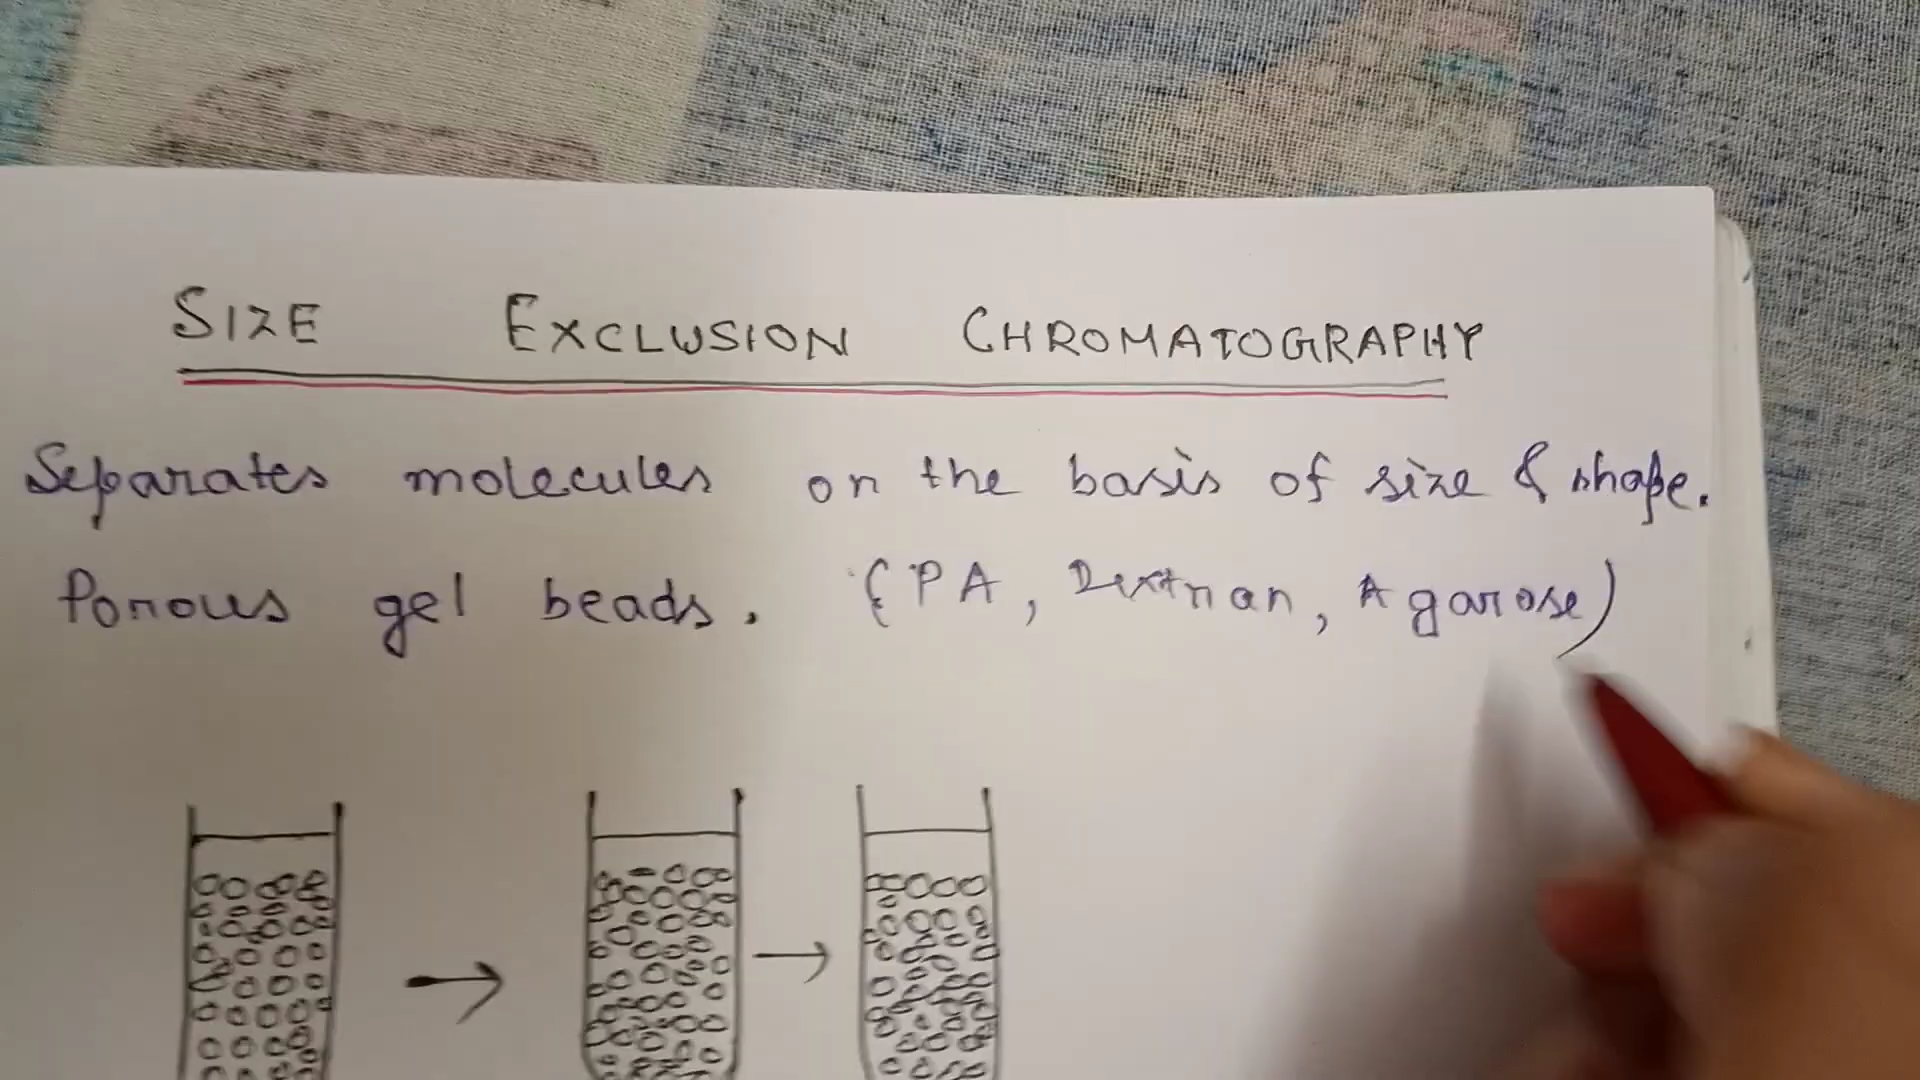 SIZE EXCLUSION CHROMATOGRAPHY
Separates molecules on the basis of size & shape.
Porous gel beads. (PA, Dextran, Agarose)